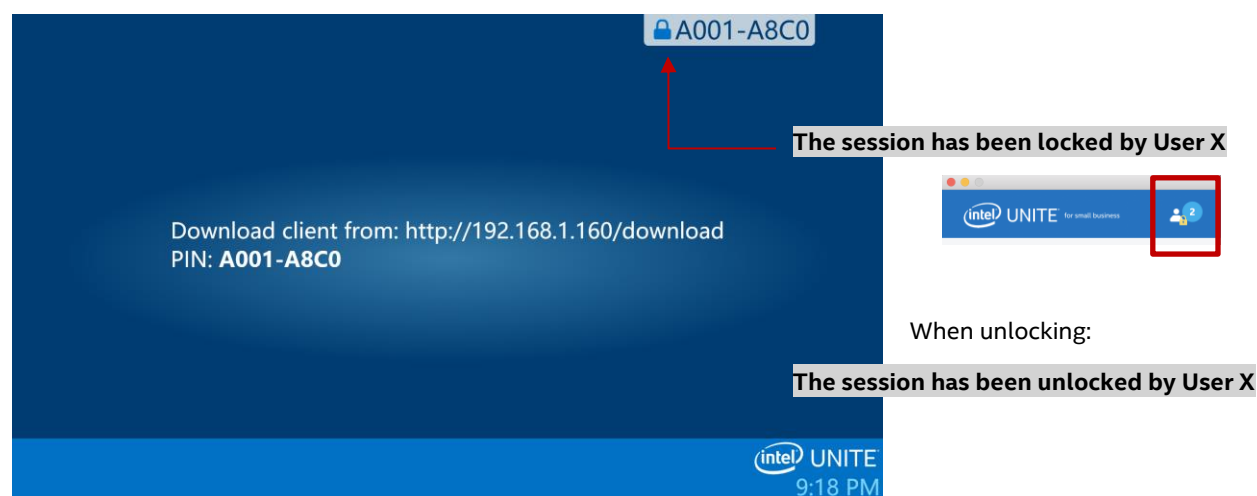 A001-A8C0
The session has been locked by User X
intel UNITE for small business
2
Download client from: http://192.168.1.160/download
PIN: A001-A8C0
When unlocking:
The session has been unlocked by User X
intel UNITE
9:18 PM